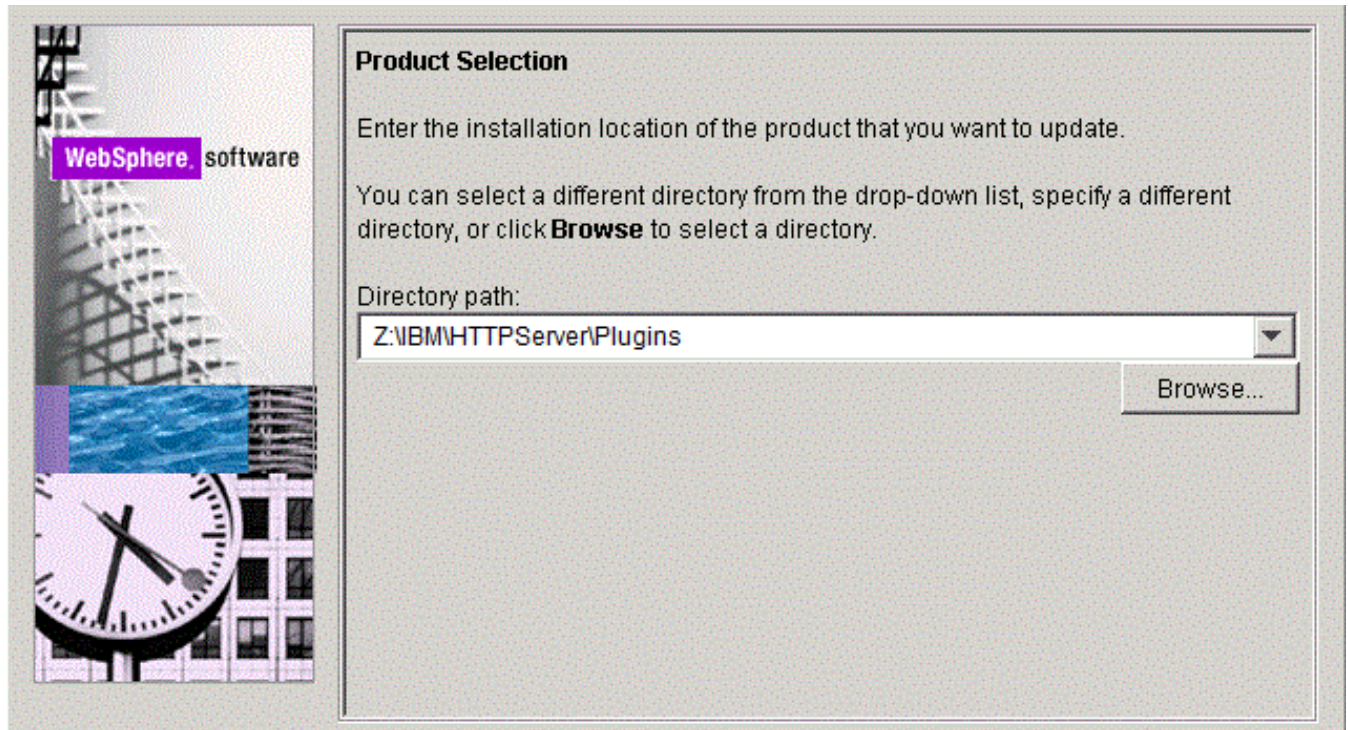 WebSphere. software
Product Selection
Enter the installation location of the product that you want to update.
You can select a different directory from the drop-down list, specify a different
directory, or click Browse to select a directory.
Directory path:
Z:\IBM\HTTPServer\Plugins
Browse...